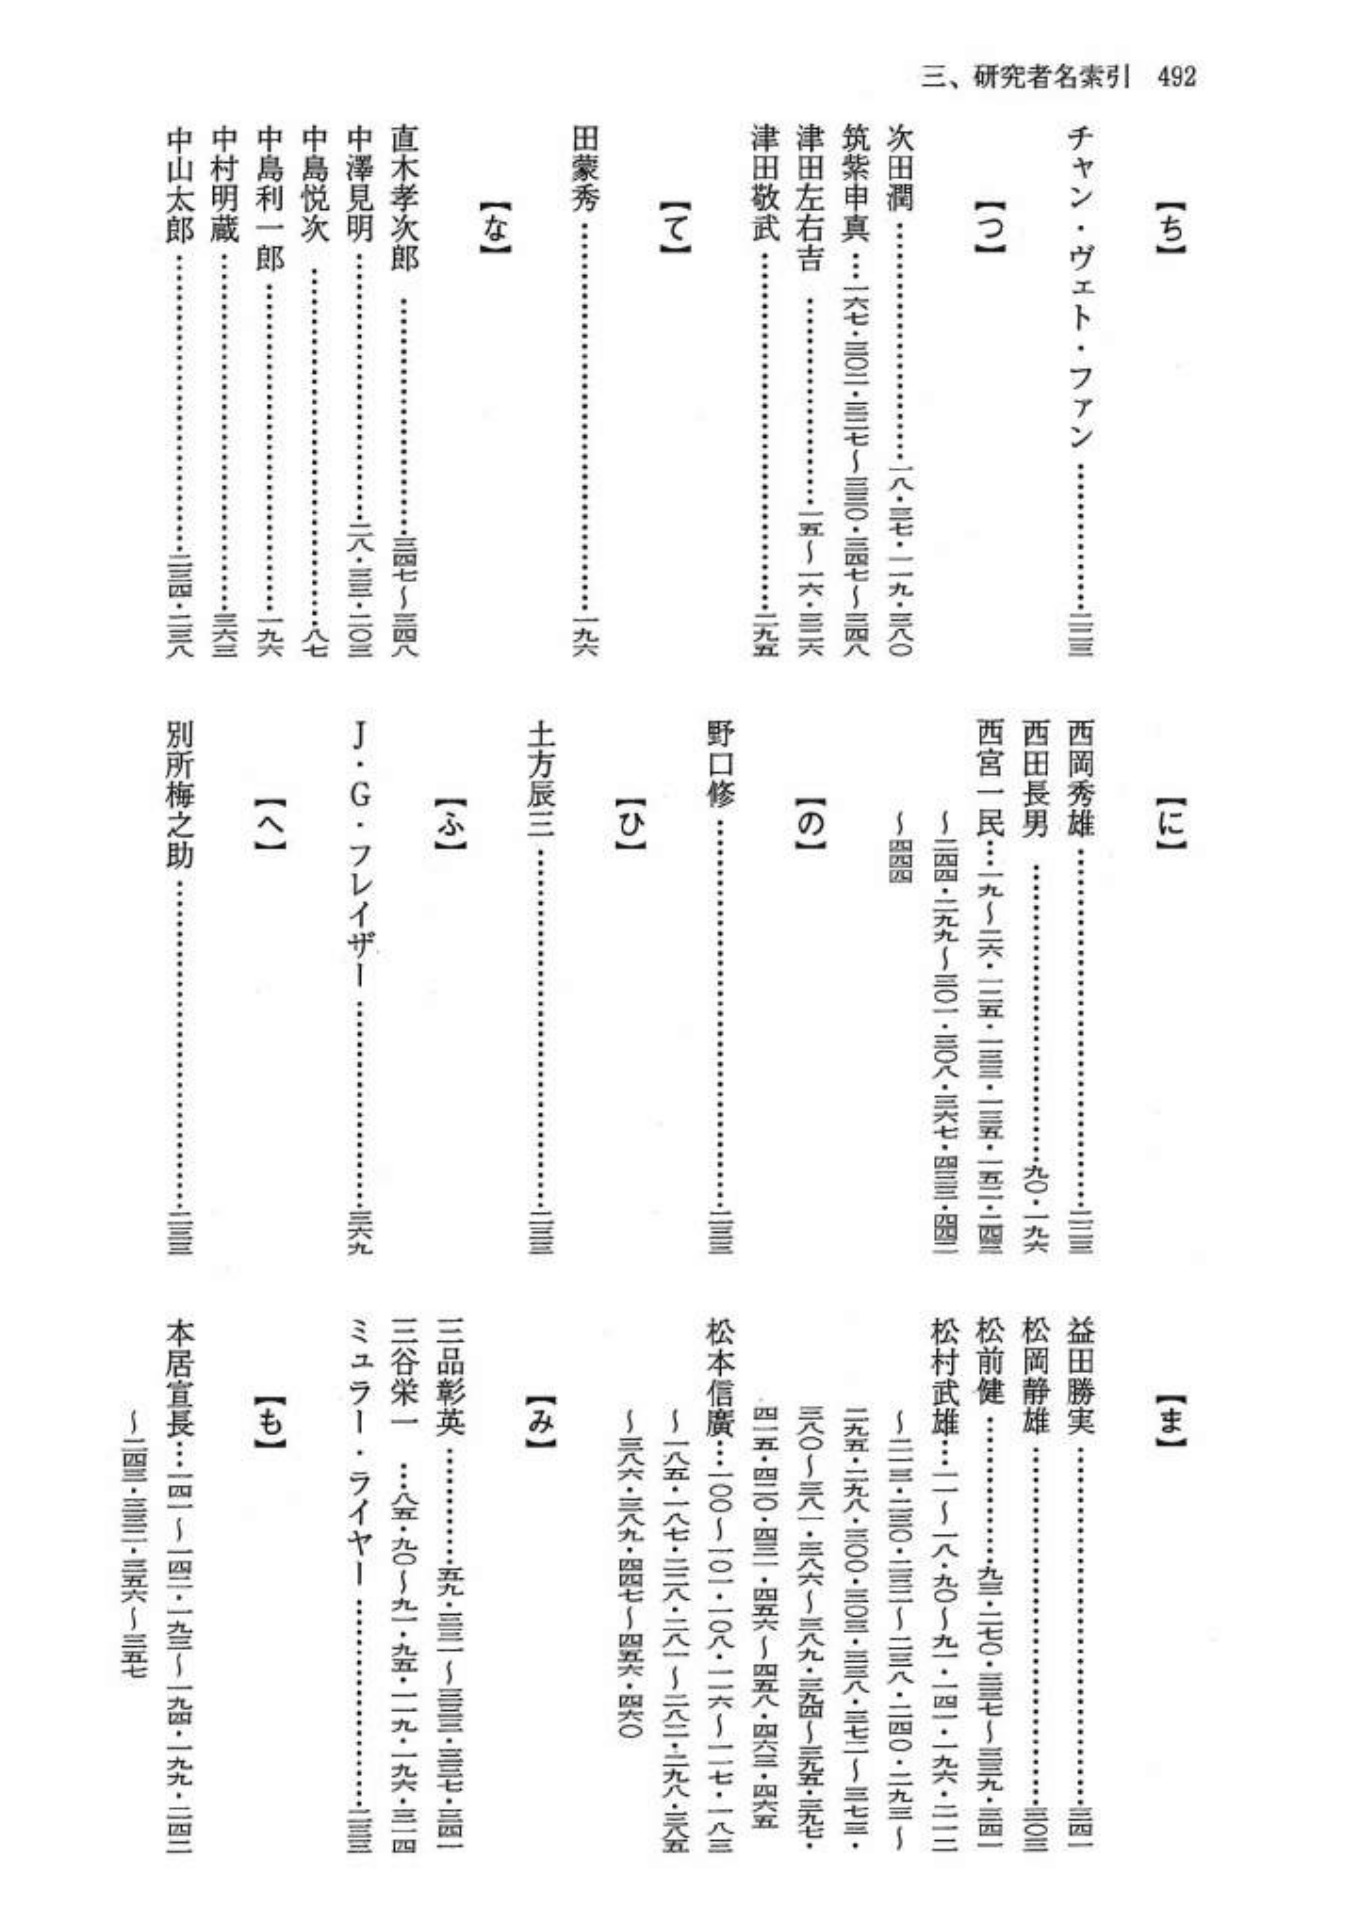 三、研究者名索引 492
【ち】
チャン・ヴェト・ファン……………二二三
【つ】
次田潤……………一八・三七・一一九・三八〇
筑紫申真…一六七・三〇二・三二七〜三三〇・三四七〜三四八
津田左右吉……………一五〜一六・三二六
津田敬武……………二九五
【て】
田蒙秀……………一九六
【な】
直木孝次郎……………三四七〜三四八
中澤見明……………二八・三三・二〇三
中島悦次……………八七
中島利一郎……………一九六
中村明蔵……………三六三
中山太郎……………二三四・二三八
【に】
西岡秀雄……………二二三
西田長男……………九〇・一九六
西宮一民…一九〜二六・一二五・一三三・一三五・一五二・二四三
〜二四四・二九九〜三〇一・三〇八・三六七・四三三・四四二
〜四四四
【の】
野口修……………二三三
【ひ】
土方辰三……………二三三
【ふ】
J・G・フレイザー……………三六九
【へ】
別所梅之助……………二三三
【ま】
益田勝実……………三四一
松岡静雄……………三〇三
松前健……………九三・二七〇・三三七〜三三九・三四一
松村武雄…一一〜一八・九〇〜九一・一四一・一九六・二一二
〜二一三・二三〇・二三二〜二三八・二四〇・二九三〜
二九五・二九八・三〇〇・三〇三・三三八・三七二〜三七三・
三八〇〜三八一・三八六〜三八九・三九四〜三九五・三九七・
四一五・四二〇・四三一・四五六〜四五八・四六三・四六五
松本信廣…一〇〇〜一〇一・一〇八・一一六〜一一七・一八三
〜一八五・一八七・二二八・二八一〜二八二・二九八・三八五
〜三八六・三八九・四四七〜四五六・四六〇
【み】
三品彰英……………五九・三三一〜三三三・三三七・三四一
三谷栄一…八五・九〇〜九一・九五・一一九・一九六・三一四
ミュラー・ライヤー……………二三三
【も】
本居宣長…一四一〜一四二・一九三〜一九四・一九九・二四二
〜二四三・三三二・三五六〜三五七